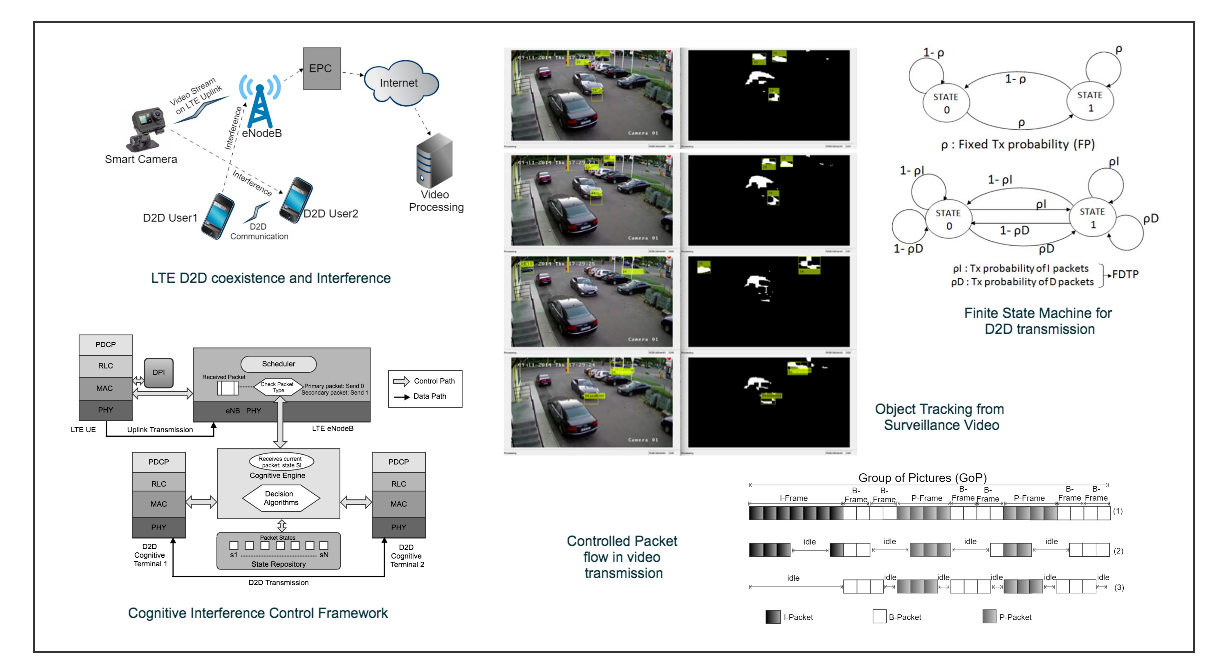 EPC
Internet
Video Stream
on LTE Uplink
eNodeB
Interference
Smart Camera
Interference
Video
Processing
D2D User1
D2D User2
D2D
Communication
LTE D2D coexistence and Interference
Camera 01
Camera 01
Camera 01
Camera 01
1- ρ
ρ
1- ρ
STATE
0
STATE
1
ρ
ρ : Fixed Tx probability (FP)
1- ρI
ρI
1- ρI
ρI
STATE
0
STATE
1
1- ρD
ρD
1- ρD
ρD
ρI : Tx probability of I packets
ρD : Tx probability of D packets
FDTP
Finite State Machine for
D2D transmission
Object Tracking from
Surveillance Video
PDCP
RLC
MAC
PHY
LTE UE
DPI
Scheduler
Received Packet
Check Packet
Type
Primary packet: Send 0
Secondary packet: Send 1
eNB PHY
LTE eNodeB
Uplink Transmission
Control Path
Data Path
PDCP
RLC
MAC
PHY
D2D
Cognitive
Terminal 1
Receives current
packet: state SI
Cognitive Engine
Decision
Algorithms
Packet States
s1
sN
State Repository
PDCP
RLC
MAC
PHY
D2D
Cognitive
Terminal 2
D2D Transmission
Cognitive Interference Control Framework
Controlled Packet
flow in video
transmission
Group of Pictures (GoP)
I-Frame
B-
Frame
B-
Frame
P-Frame
B-
Frame
B-
Frame
P-Frame
B-
Frame
B-
Frame
(1)
idle
idle
idle
idle
idle
(2)
idle
idle
idle
idle
idle
idle
(3)
I-Packet
B-Packet
P-Packet